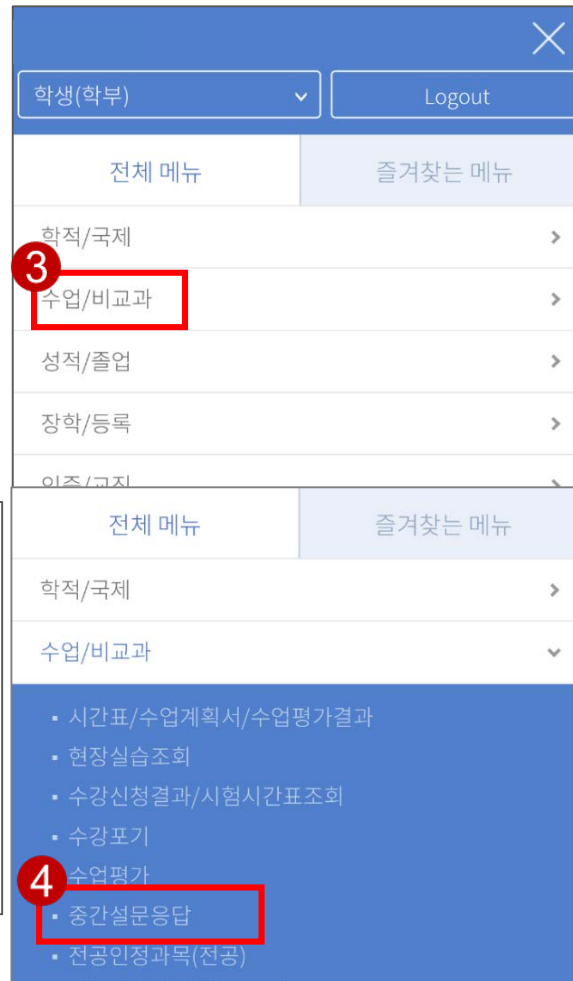 학생(학부)
Logout
전체 메뉴
즐겨찾는 메뉴
학적/국제
3
수업/비교과
성적/졸업
장학/등록
인증/교직
전체 메뉴
즐겨찾는 메뉴
학적/국제
수업/비교과
▪ 시간표/수업계획서/수업평가결과
▪ 현장실습조회
▪ 수강신청결과/시험시간표조회
▪ 수강포기
4
수업평가
▪ 중간설문응답
▪ 전공인정과목(전공)